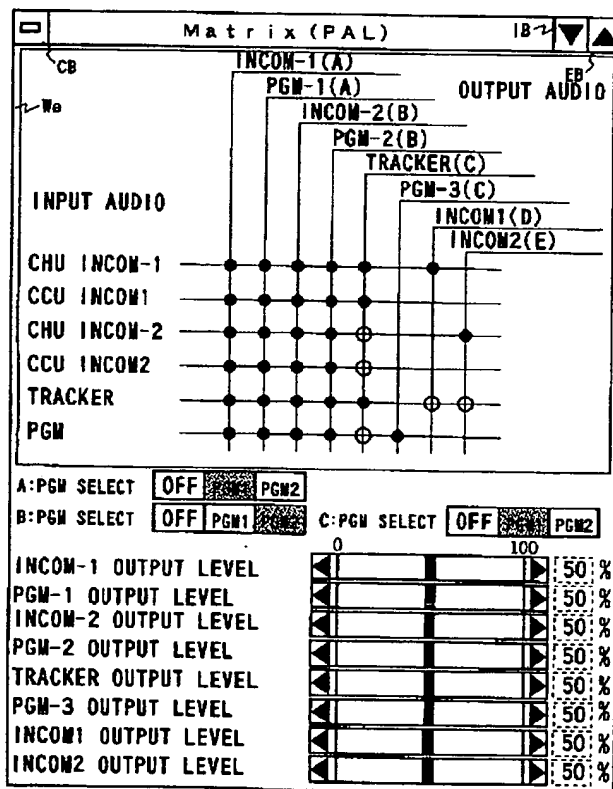 Matrix (PAL)
IB
CB
EB
We
INCOM-1(A)
OUTPUT AUDIO
PGM-1(A)
INCOM-2(B)
PGM-2(B)
TRACKER(C)
PGM-3(C)
INCOM1(D)
INCOM2(E)
INPUT AUDIO
CHU INCOM-1
CCU INCOM1
CHU INCOM-2
CCU INCOM2
TRACKER
PGM
A:PGM SELECT OFF PGM1 PGM2
B:PGM SELECT OFF PGM1 PGM2 C:PGM SELECT OFF PGM1 PGM2
0 100
INCOM-1 OUTPUT LEVEL 50 %
PGM-1 OUTPUT LEVEL 50 %
INCOM-2 OUTPUT LEVEL 50 %
PGM-2 OUTPUT LEVEL 50 %
TRACKER OUTPUT LEVEL 50 %
PGM-3 OUTPUT LEVEL 50 %
INCOM1 OUTPUT LEVEL 50 %
INCOM2 OUTPUT LEVEL 50 %